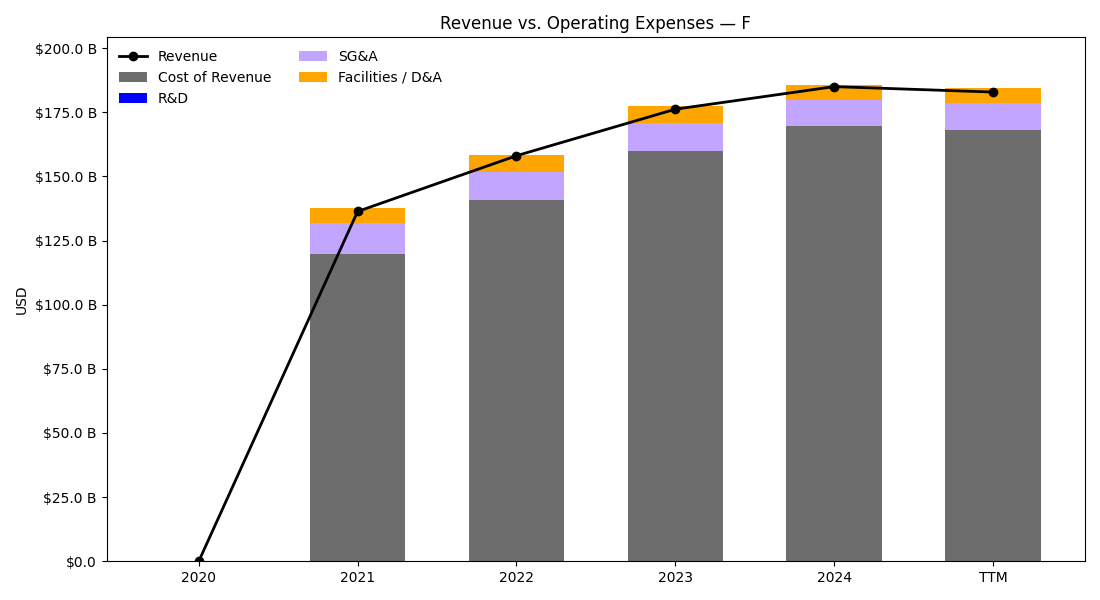 Revenue vs. Operating Expenses — F
Revenue
Cost of Revenue
R&D
SG&A
Facilities / D&A
USD
$200.0 B
$175.0 B
$150.0 B
$125.0 B
$100.0 B
$75.0 B
$50.0 B
$25.0 B
$0.0
2020 2021 2022 2023 2024 TTM